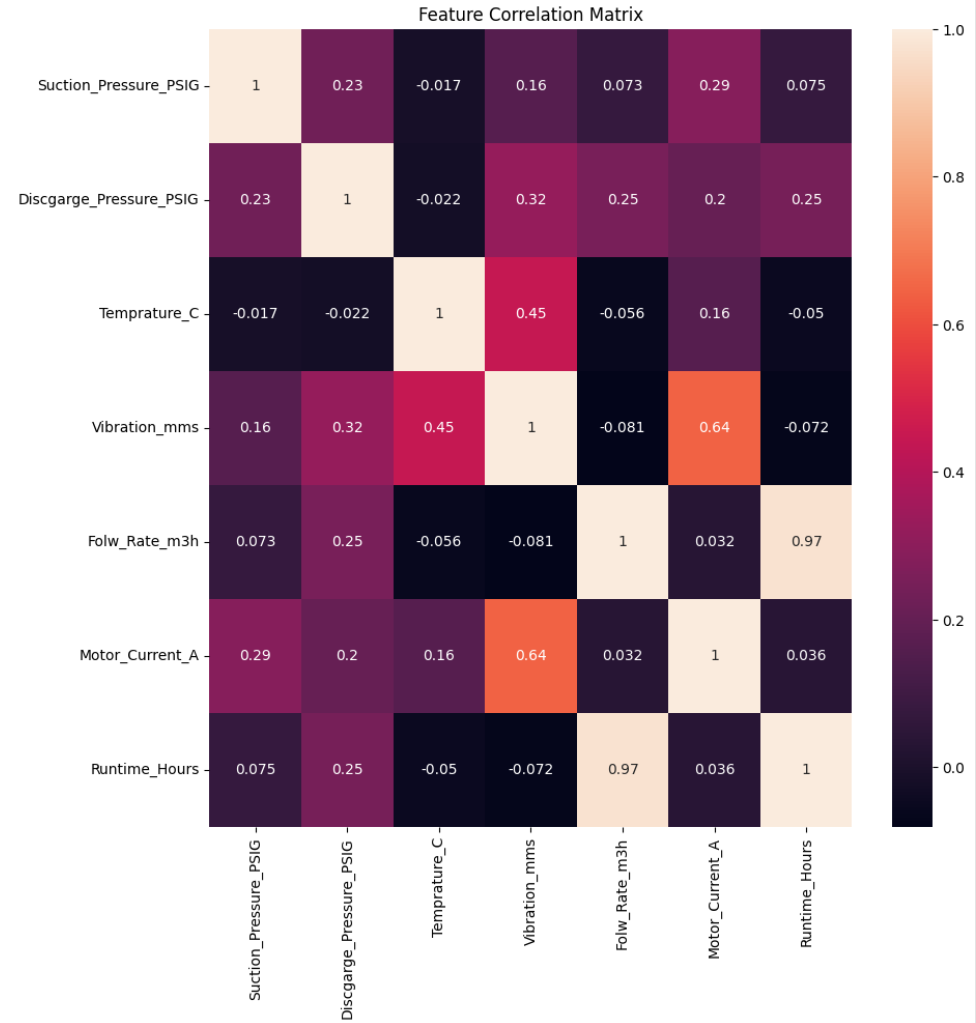 Feature Correlation Matrix
Suction_Pressure_PSIG 1 0.23 -0.017 0.16 0.073 0.29 0.075
Discgarge_Pressure_PSIG 0.23 1 -0.022 0.32 0.25 0.2 0.25
Temprature_C -0.017 -0.022 1 0.45 -0.056 0.16 -0.05
Vibration_mms 0.16 0.32 0.45 1 -0.081 0.64 -0.072
Folw_Rate_m3h 0.073 0.25 -0.056 -0.081 1 0.032 0.97
Motor_Current_A 0.29 0.2 0.16 0.64 0.032 1 0.036
Runtime_Hours 0.075 0.25 -0.05 -0.072 0.97 0.036 1
Suction_Pressure_PSIG
Discgarge_Pressure_PSIG
Temprature_C
Vibration_mms
Folw_Rate_m3h
Motor_Current_A
Runtime_Hours
1.0
0.8
0.6
0.4
0.2
0.0